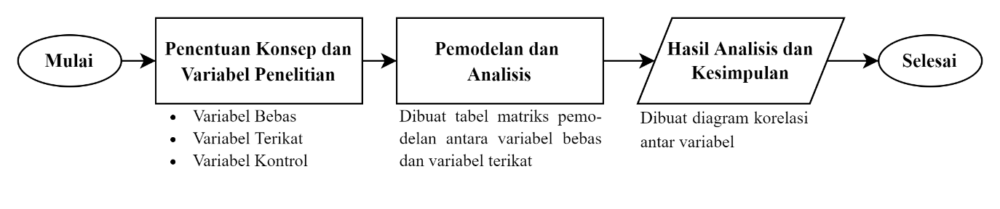 Mulai
Penentuan Konsep dan
Variabel Penelitian
• Variabel Bebas
• Variabel Terikat
• Variabel Kontrol
Pemodelan dan
Analisis
Dibuat tabel matriks pemo-
delan antara variabel bebas
dan variabel terikat
Hasil Analisis dan
Kesimpulan
Dibuat diagram korelasi
antar variabel
Selesai